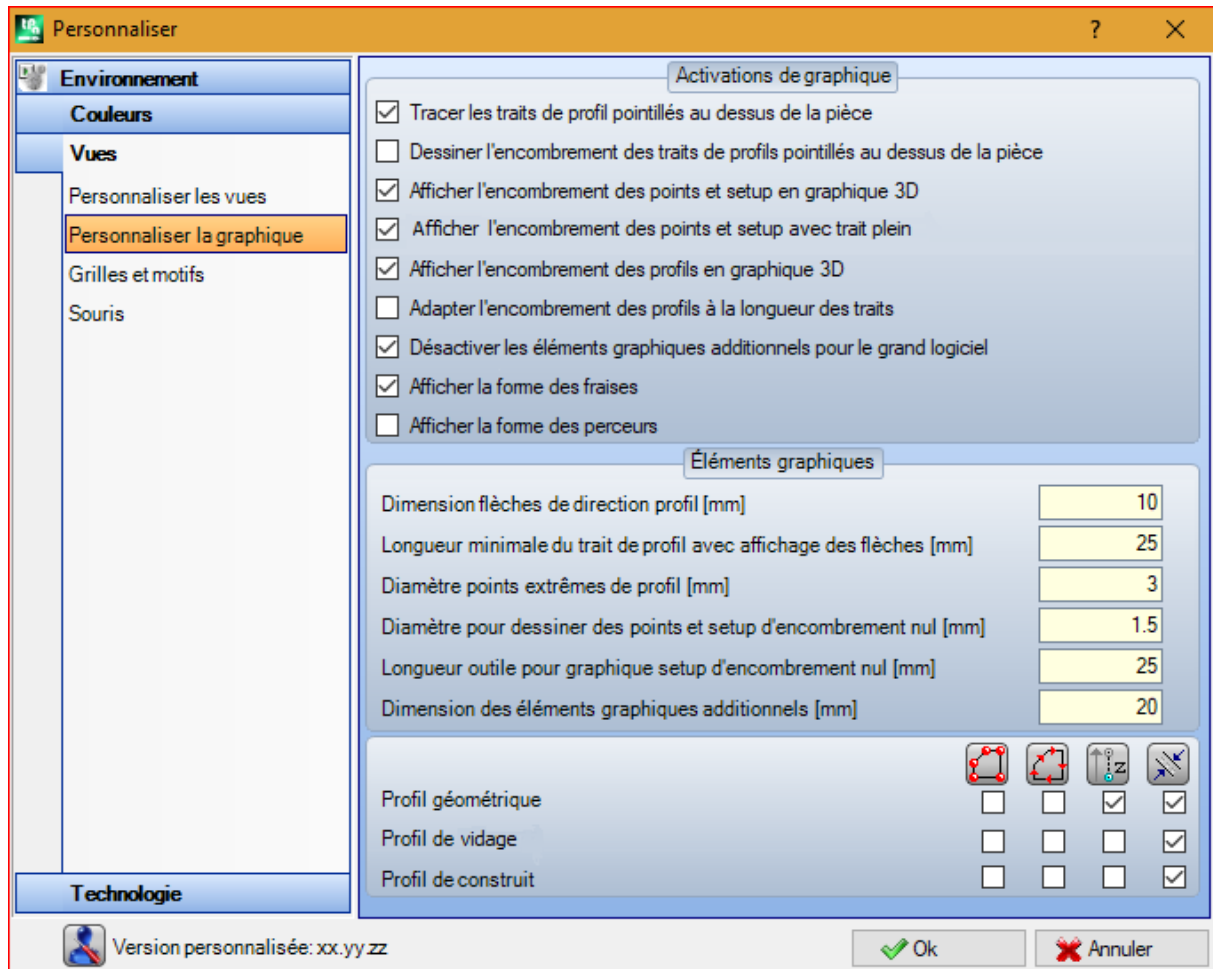 Personnaliser
?
Environnement
Couleurs
Vues
Personnaliser les vues
Personnaliser la graphique
Grilles et motifs
Souris
Technologie
Activations de graphique
Tracer les traits de profil pointillés au dessus de la pièce
Dessiner l'encombrement des traits de profils pointillés au dessus de la pièce
Afficher l'encombrement des points et setup en graphique 3D
Afficher l'encombrement des points et setup avec trait plein
Afficher l'encombrement des profils en graphique 3D
Adapter l'encombrement des profils à la longueur des traits
Désactiver les éléments graphiques additionnels pour le grand logiciel
Afficher la forme des fraises
Afficher la forme des perceurs
Éléments graphiques
Dimension flèches de direction profil [mm] 10
Longueur minimale du trait de profil avec affichage des flèches [mm] 25
Diamètre points extrêmes de profil [mm] 3
Diamètre pour dessiner des points et setup d'encombrement nul [mm] 1.5
Longueur outile pour graphique setup d'encombrement nul [mm] 25
Dimension des éléments graphiques additionnels [mm] 20
z
Profil géométrique
Profil de vidage
Profil de construit
Version personnalisée: xx.yy.zz
Ok
Annuler